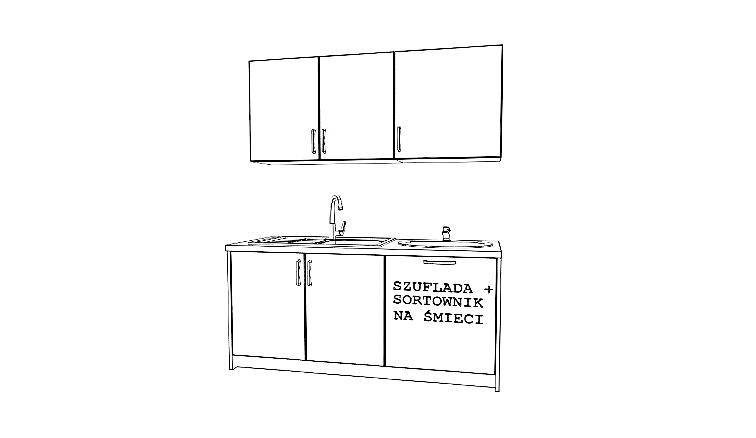 SZUFLADA +
SORTOWNIK
NA ŚMIECI